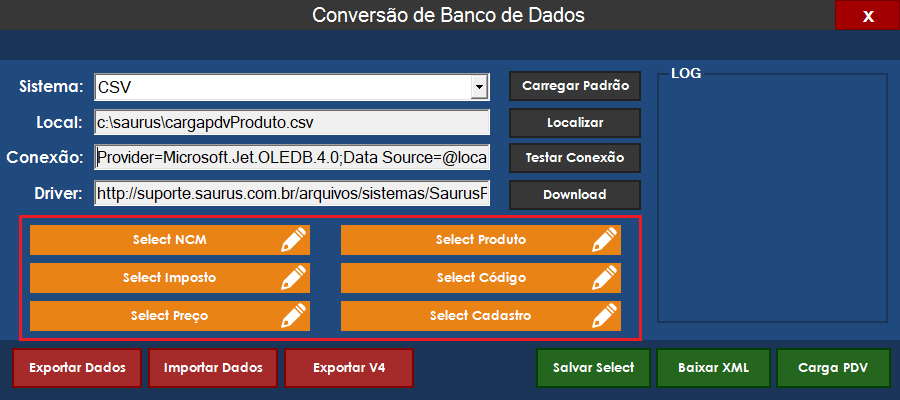 Conversão de Banco de Dados
X
Sistema: CSV Carregar Padrão
LOG
Local: c:\saurus\cargapdvProduto.csv Localizar
Conexão: Provider=Microsoft.Jet.OLEDB.4.0;Data Source=@loca Testar Conexão
Driver: http://suporte.saurus.com.br/arquivos/sistemas/SaurusP Download
Select NCM Select Produto
Select Imposto Select Código
Select Preço Select Cadastro
Exportar Dados Importar Dados Exportar V4 Salvar Select Baixar XML Carga PDV